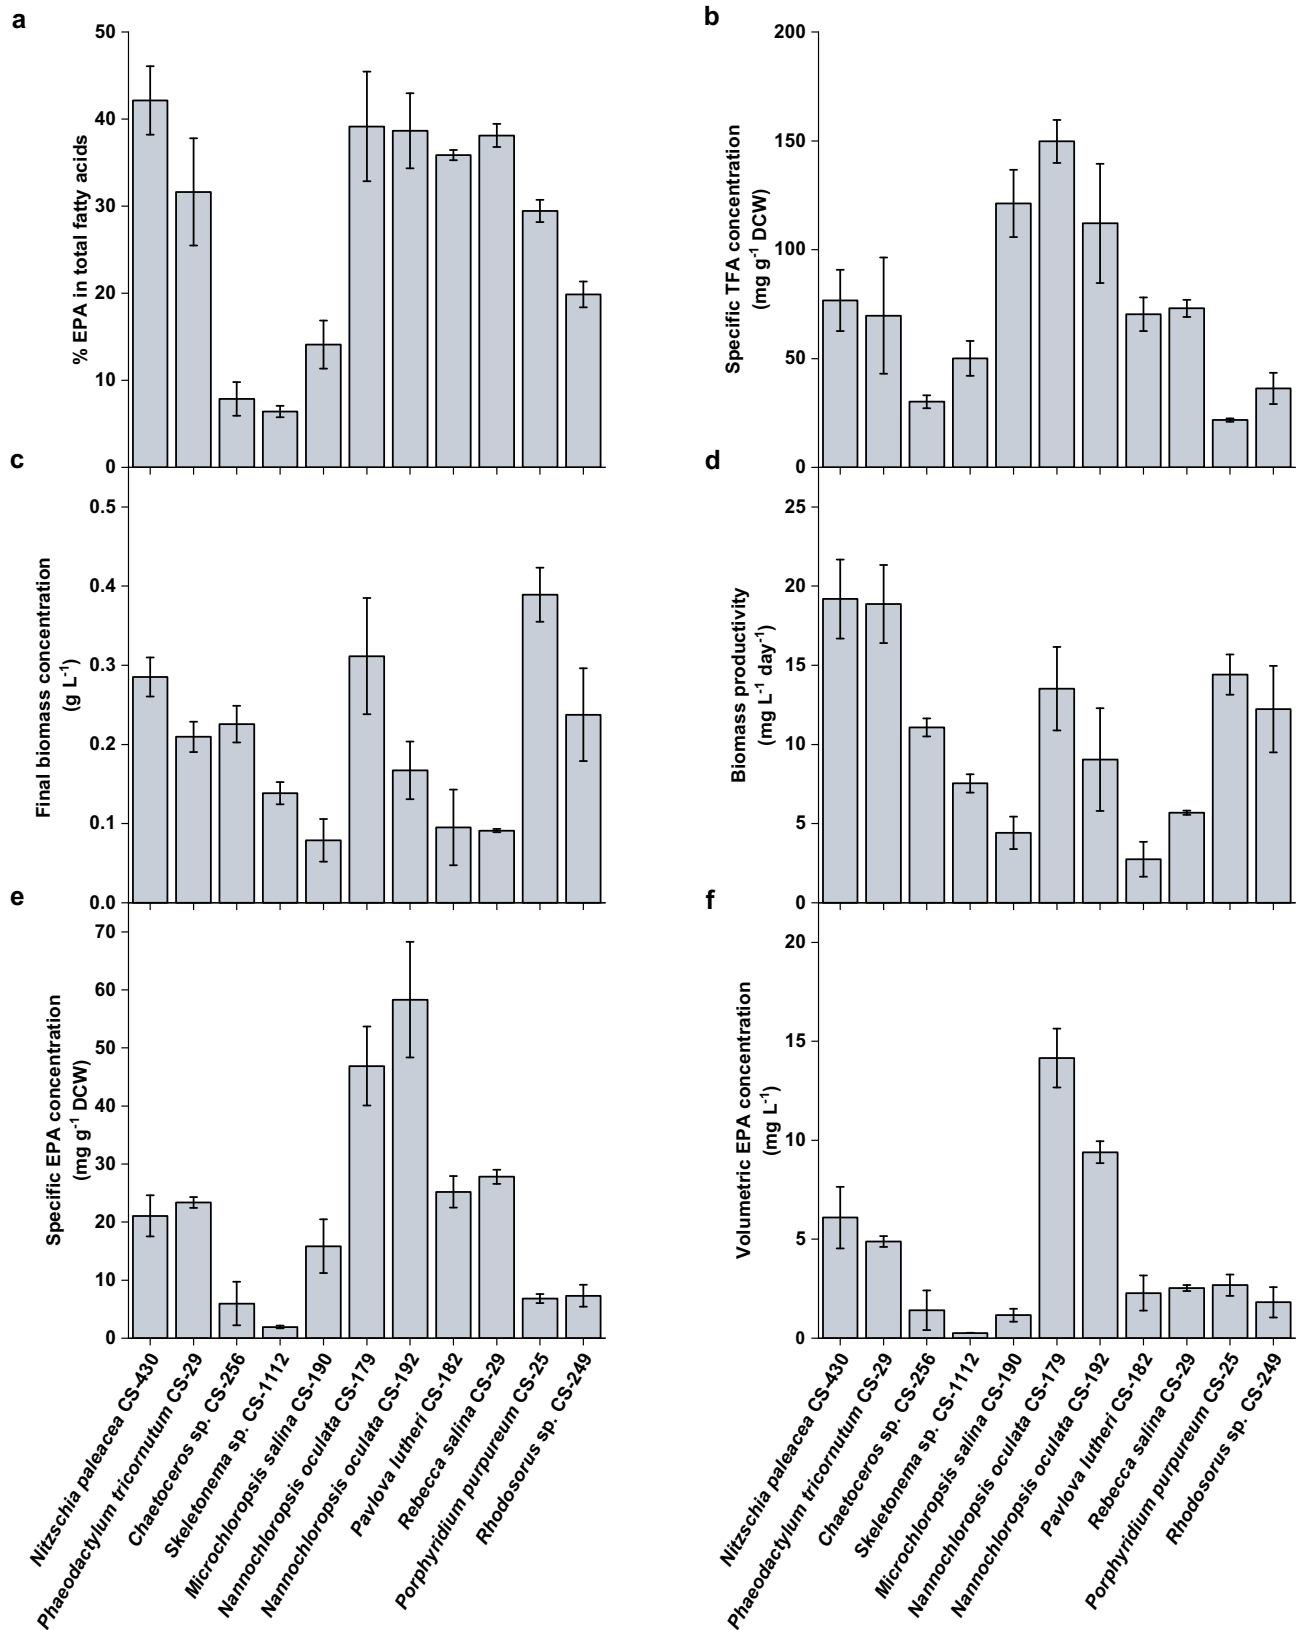 a
50
40
30
20
10
0
% EPA in total fatty acids
b
200
150
100
50
0
Specific TFA concentration
(mg g⁻¹ DCW)
c
0.5
0.4
0.3
0.2
0.1
0.0
Final biomass concentration
(g L⁻¹)
d
25
20
15
10
5
0
Biomass productivity
(mg L⁻¹ day⁻¹)
e
70
60
50
40
30
20
10
0
Specific EPA concentration
(mg g⁻¹ DCW)
Nitzschia paleacea CS-430
Phaeodactylum tricornutum CS-29
Chaetoceros sp. CS-256
Skeletonema sp. CS-1112
Microchloropsis salina CS-190
Nannochloropsis oculata CS-179
Nannochloropsis oculata CS-192
Pavlova lutheri CS-182
Rebecca salina CS-29
Porphyridium purpureum CS-25
Rhodosorus sp. CS-249
f
20
15
10
5
0
Volumetric EPA concentration
(mg L⁻¹)
Nitzschia paleacea CS-430
Phaeodactylum tricornutum CS-29
Chaetoceros sp. CS-256
Skeletonema sp. CS-1112
Microchloropsis salina CS-190
Nannochloropsis oculata CS-179
Nannochloropsis oculata CS-192
Pavlova lutheri CS-182
Rebecca salina CS-29
Porphyridium purpureum CS-25
Rhodosorus sp. CS-249